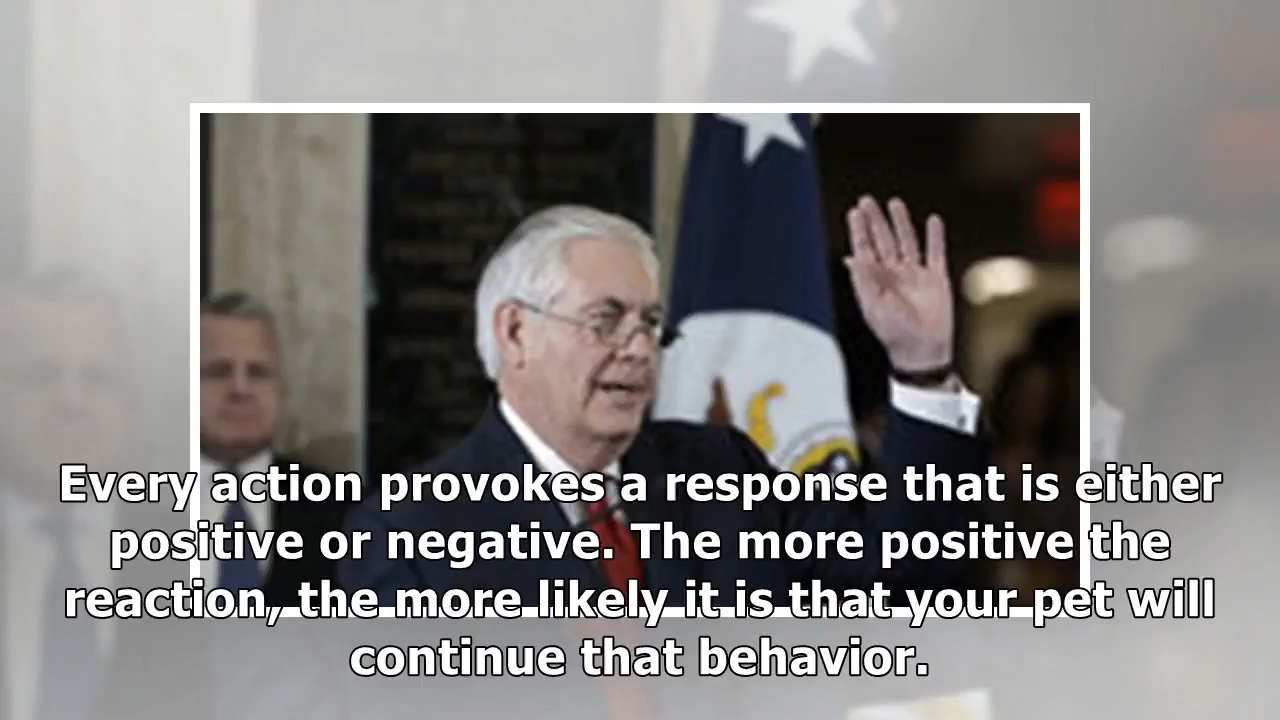 Every action provokes a response that is either
positive or negative. The more positive the
reaction, the more likely it is that your pet will
continue that behavior.